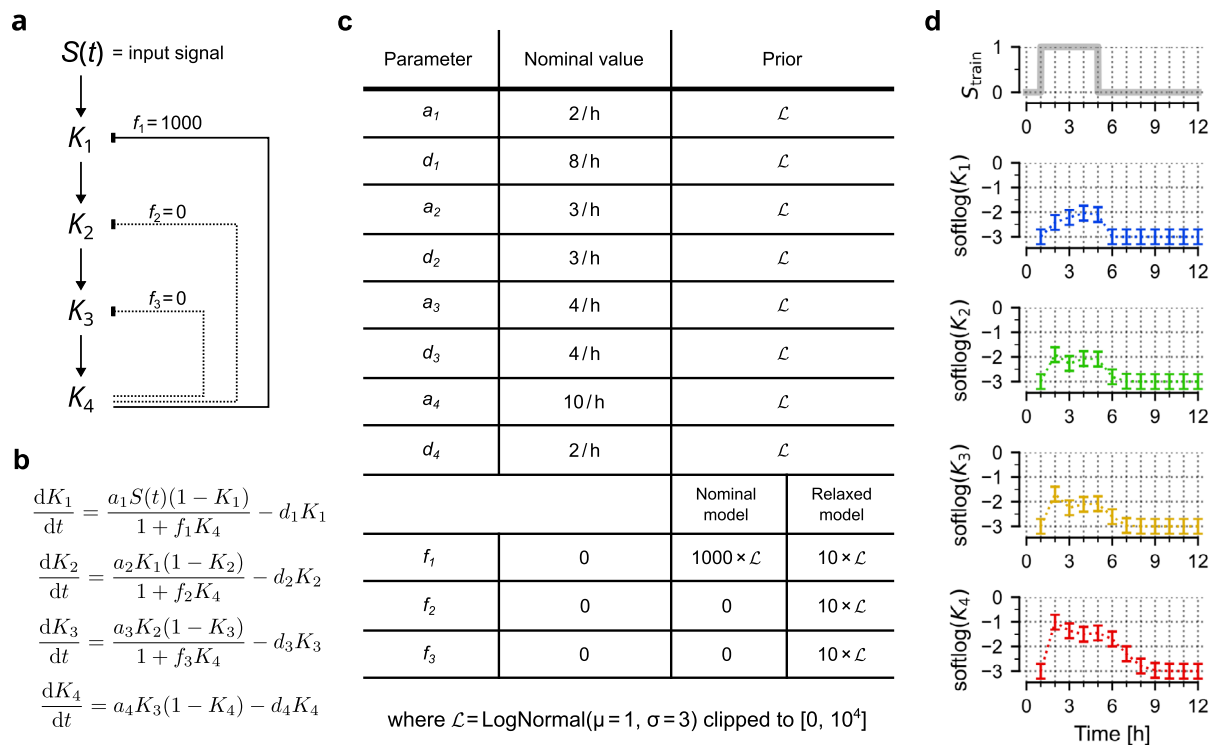 a
S(t) = input signal
K1
f1=1000
K2
f2=0
K3
f3=0
K4
b
dK1/dt = a1S(t)(1 − K1)/(1 + f1K4) − d1K1
dK2/dt = a2K1(1 − K2)/(1 + f2K4) − d2K2
dK3/dt = a3K2(1 − K3)/(1 + f3K4) − d3K3
dK4/dt = a4K3(1 − K4) − d4K4
c
Parameter Nominal value Prior
a1 2/h ℒ
d1 8/h ℒ
a2 3/h ℒ
d2 3/h ℒ
a3 4/h ℒ
d3 4/h ℒ
a4 10/h ℒ
d4 2/h ℒ
Nominal model Relaxed model
f1 0 1000×ℒ 10×ℒ
f2 0 0 10×ℒ
f3 0 0 10×ℒ
where ℒ=LogNormal(μ=1, σ=3) clipped to [0, 10⁴]
d
Strain
1
0
0 3 6 9 12
softlog(K1)
0
−1
−2
−3
0 3 6 9 12
softlog(K2)
0
−1
−2
−3
0 3 6 9 12
softlog(K3)
0
−1
−2
−3
0 3 6 9 12
softlog(K4)
0
−1
−2
−3
0 3 6 9 12
Time [h]